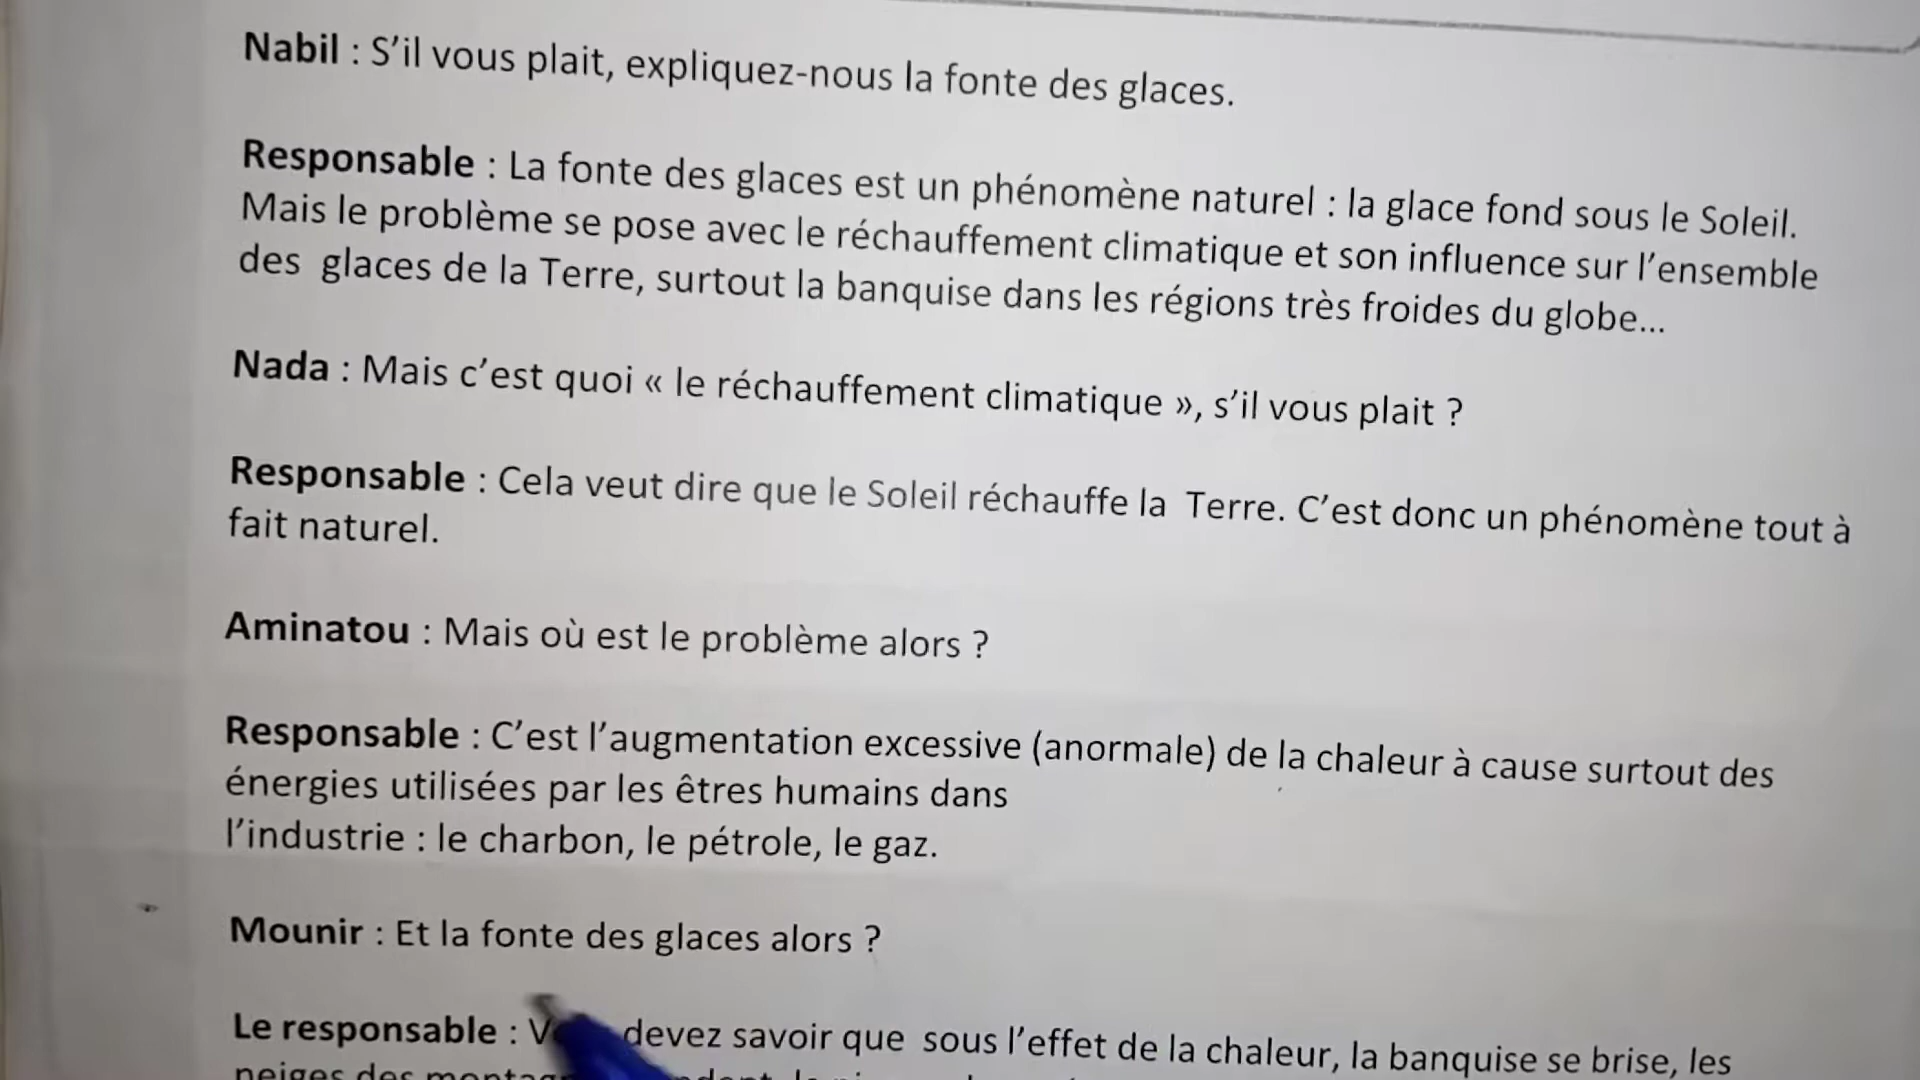 Nabil : S'il vous plait, expliquez-nous la fonte des glaces.
Responsable : La fonte des glaces est un phénomène naturel : la glace fond sous le Soleil.
Mais le problème se pose avec le réchauffement climatique et son influence sur l'ensemble
des glaces de la Terre, surtout la banquise dans les régions très froides du globe...
Nada : Mais c'est quoi « le réchauffement climatique », s'il vous plait ?
Responsable : Cela veut dire que le Soleil réchauffe la Terre. C'est donc un phénomène tout à
fait naturel.
Aminatou : Mais où est le problème alors ?
Responsable : C'est l'augmentation excessive (anormale) de la chaleur à cause surtout des
énergies utilisées par les êtres humains dans
l'industrie : le charbon, le pétrole, le gaz.
Mounir : Et la fonte des glaces alors ?
Le responsable : devez savoir que sous l'effet de la chaleur, la banquise se brise, les
neiges des